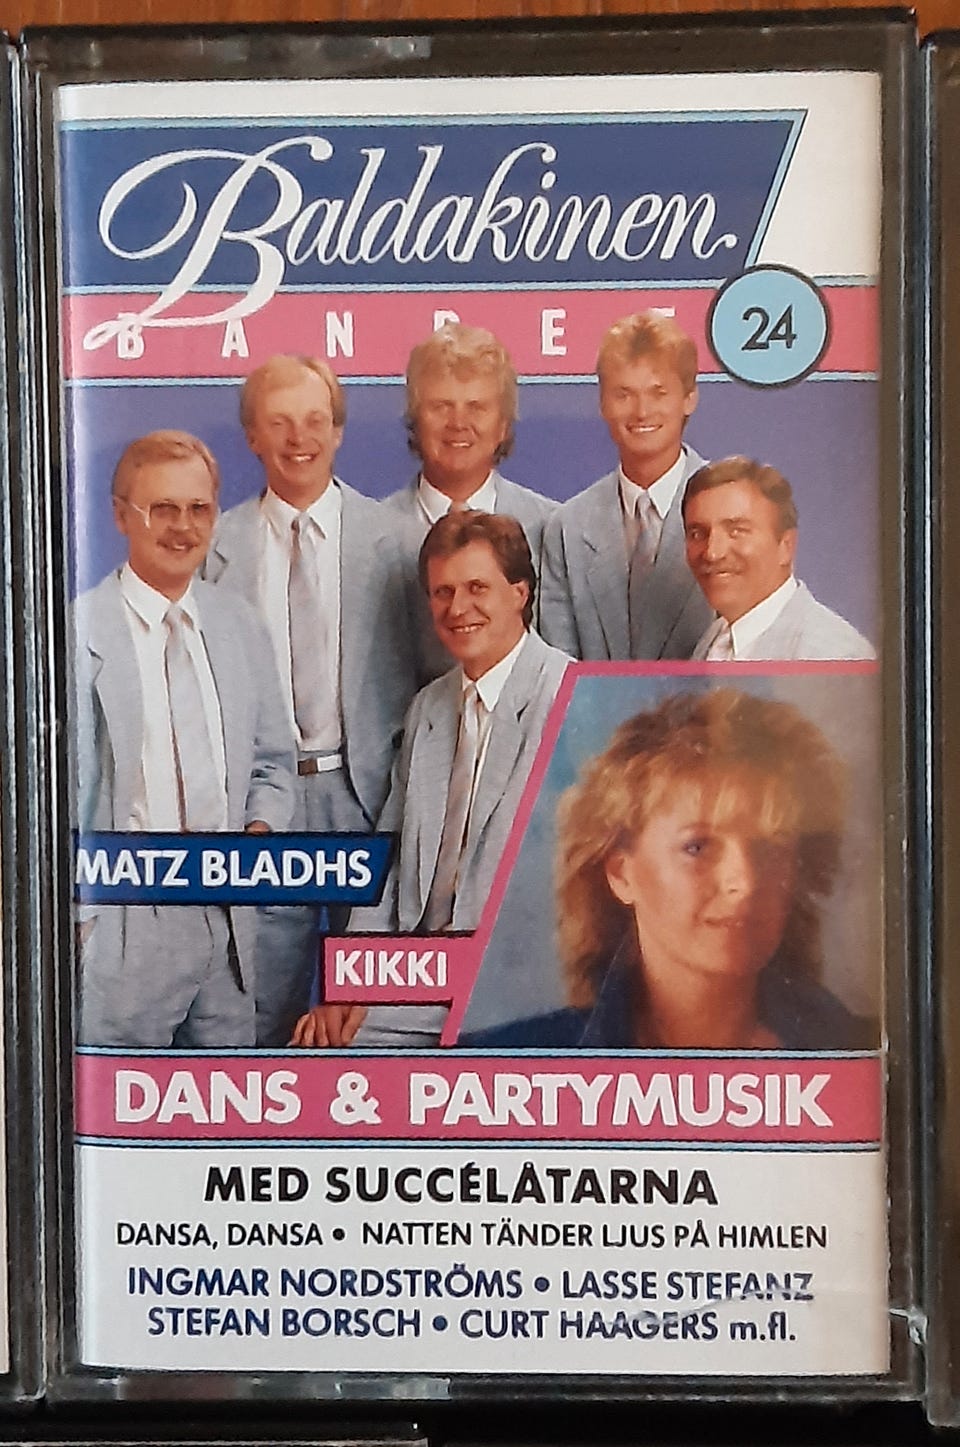 Baldakinen
BANDET
24
MATZ BLADHS
KIKKI
DANS & PARTYMUSIK
MED SUCCÉLÅTARNA
DANSA, DANSA • NATTEN TÄNDER LJUS PÅ HIMLEN
INGMAR NORDSTRÖMS • LASSE STEFANZ
STEFAN BORSCH • CURT HAAGERS m.fl.